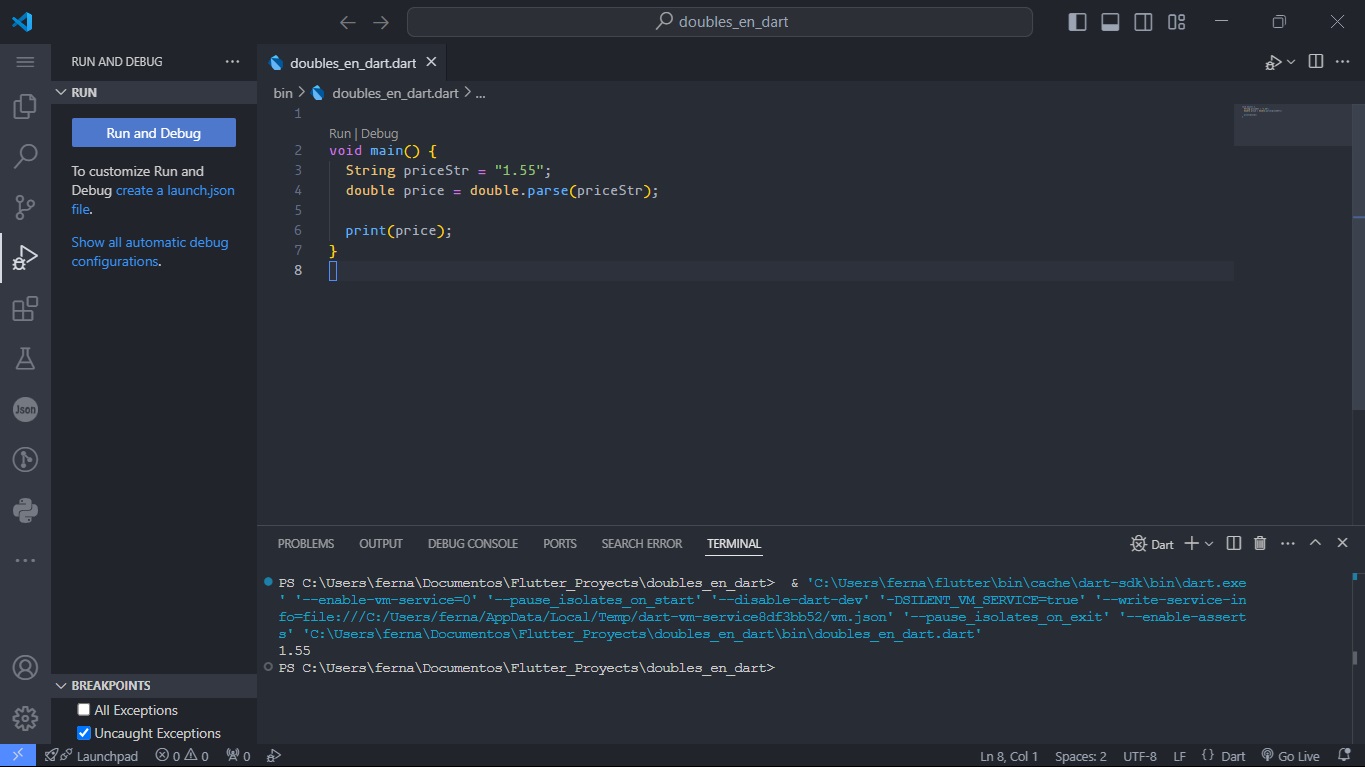 doubles_en_dart
RUN AND DEBUG
RUN
Run and Debug
To customize Run and
Debug create a launch.json
file.
Show all automatic debug
configurations.
Json
BREAKPOINTS
All Exceptions
Uncaught Exceptions
doubles_en_dart.dart
bin > doubles_en_dart.dart > ...
1
Run | Debug
2 void main() {
3 String priceStr = "1.55";
4 double price = double.parse(priceStr);
5
6 print(price);
7 }
8
PROBLEMS OUTPUT DEBUG CONSOLE PORTS SEARCH ERROR TERMINAL
Dart
PS C:\Users\ferna\Documentos\Flutter_Proyects\doubles_en_dart> & 'C:\Users\ferna\flutter\bin\cache\dart-sdk\bin\dart.exe
' '--enable-vm-service=0' '--pause_isolates_on_start' '--disable-dart-dev' '-DSILENT_VM_SERVICE=true' '--write-service-in
fo=file:///C:/Users/ferna/AppData/Local/Temp/dart-vm-service8df3bb52/vm.json' '--pause_isolates_on_exit' '--enable-assert
s' 'C:\Users\ferna\Documentos\Flutter_Proyects\doubles_en_dart\bin\doubles_en_dart.dart'
1.55
PS C:\Users\ferna\Documentos\Flutter_Proyects\doubles_en_dart>
Launchpad 0 0 0 Ln 8, Col 1 Spaces: 2 UTF-8 LF {} Dart Go Live